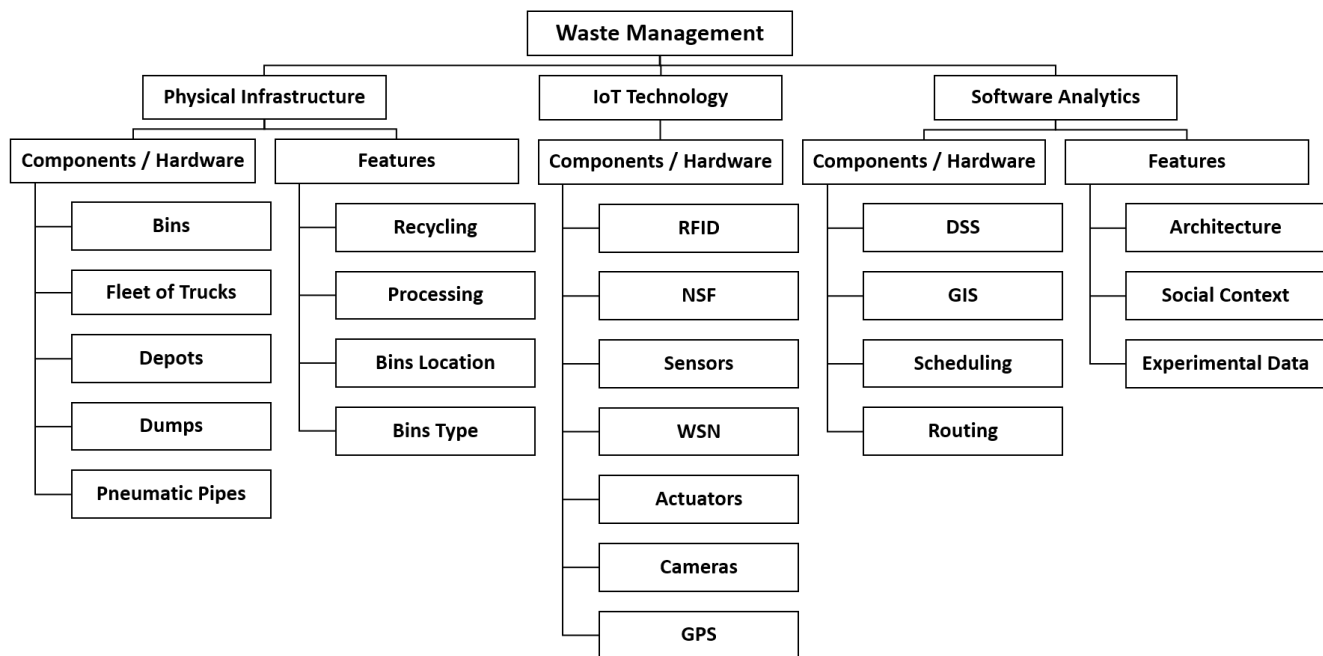 Waste Management
Physical Infrastructure
IoT Technology
Software Analytics
Components / Hardware
Features
Components / Hardware
Components / Hardware
Features
Bins
Fleet of Trucks
Depots
Dumps
Pneumatic Pipes
Recycling
Processing
Bins Location
Bins Type
RFID
NSF
Sensors
WSN
Actuators
Cameras
GPS
DSS
GIS
Scheduling
Routing
Architecture
Social Context
Experimental Data